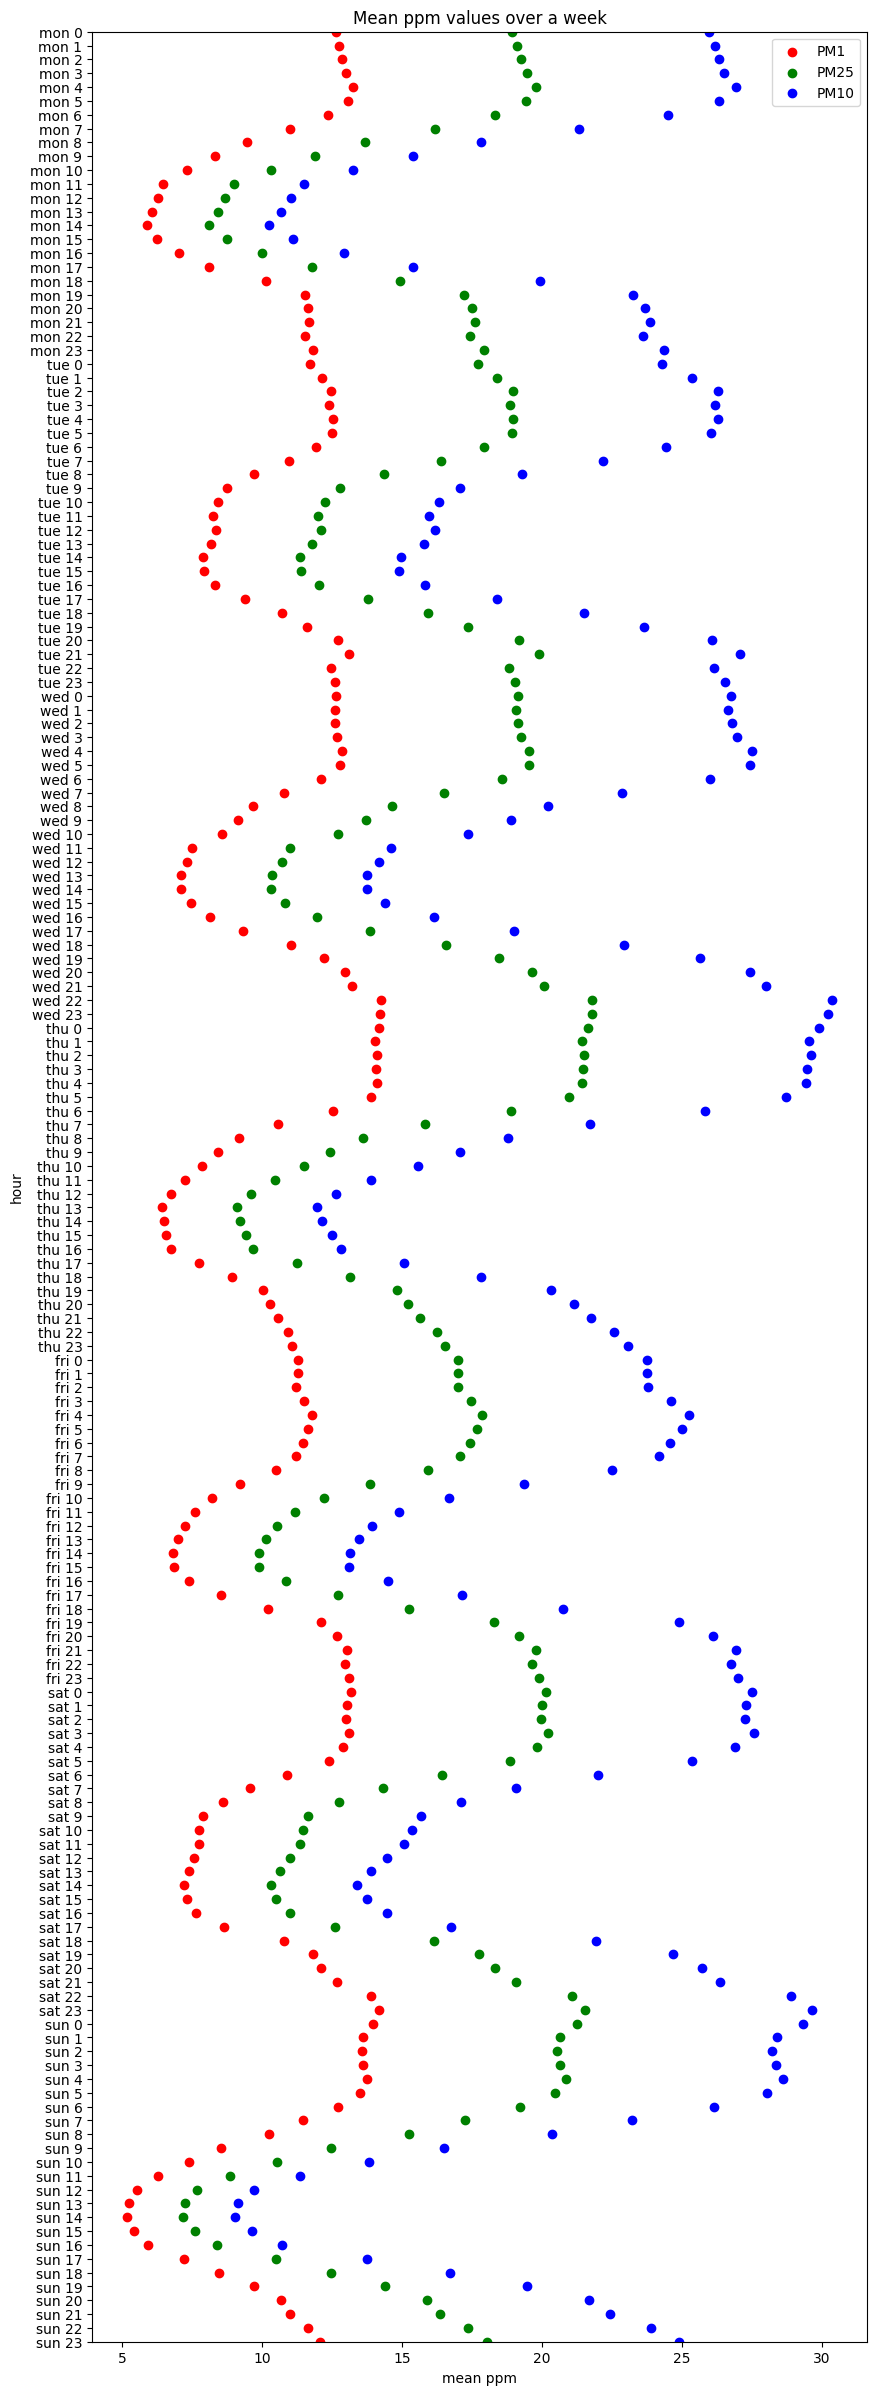 Mean ppm values over a week
PM1
PM25
PM10
mon 0
mon 1
mon 2
mon 3
mon 4
mon 5
mon 6
mon 7
mon 8
mon 9
mon 10
mon 11
mon 12
mon 13
mon 14
mon 15
mon 16
mon 17
mon 18
mon 19
mon 20
mon 21
mon 22
mon 23
tue 0
tue 1
tue 2
tue 3
tue 4
tue 5
tue 6
tue 7
tue 8
tue 9
tue 10
tue 11
tue 12
tue 13
tue 14
tue 15
tue 16
tue 17
tue 18
tue 19
tue 20
tue 21
tue 22
tue 23
wed 0
wed 1
wed 2
wed 3
wed 4
wed 5
wed 6
wed 7
wed 8
wed 9
wed 10
wed 11
wed 12
wed 13
wed 14
wed 15
wed 16
wed 17
wed 18
wed 19
wed 20
wed 21
wed 22
wed 23
thu 0
thu 1
thu 2
thu 3
thu 4
thu 5
thu 6
thu 7
thu 8
thu 9
thu 10
thu 11
thu 12
thu 13
thu 14
thu 15
thu 16
thu 17
thu 18
thu 19
thu 20
thu 21
thu 22
thu 23
fri 0
fri 1
fri 2
fri 3
fri 4
fri 5
fri 6
fri 7
fri 8
fri 9
fri 10
fri 11
fri 12
fri 13
fri 14
fri 15
fri 16
fri 17
fri 18
fri 19
fri 20
fri 21
fri 22
fri 23
sat 0
sat 1
sat 2
sat 3
sat 4
sat 5
sat 6
sat 7
sat 8
sat 9
sat 10
sat 11
sat 12
sat 13
sat 14
sat 15
sat 16
sat 17
sat 18
sat 19
sat 20
sat 21
sat 22
sat 23
sun 0
sun 1
sun 2
sun 3
sun 4
sun 5
sun 6
sun 7
sun 8
sun 9
sun 10
sun 11
sun 12
sun 13
sun 14
sun 15
sun 16
sun 17
sun 18
sun 19
sun 20
sun 21
sun 22
sun 23
hour
5 10 15 20 25 30
mean ppm